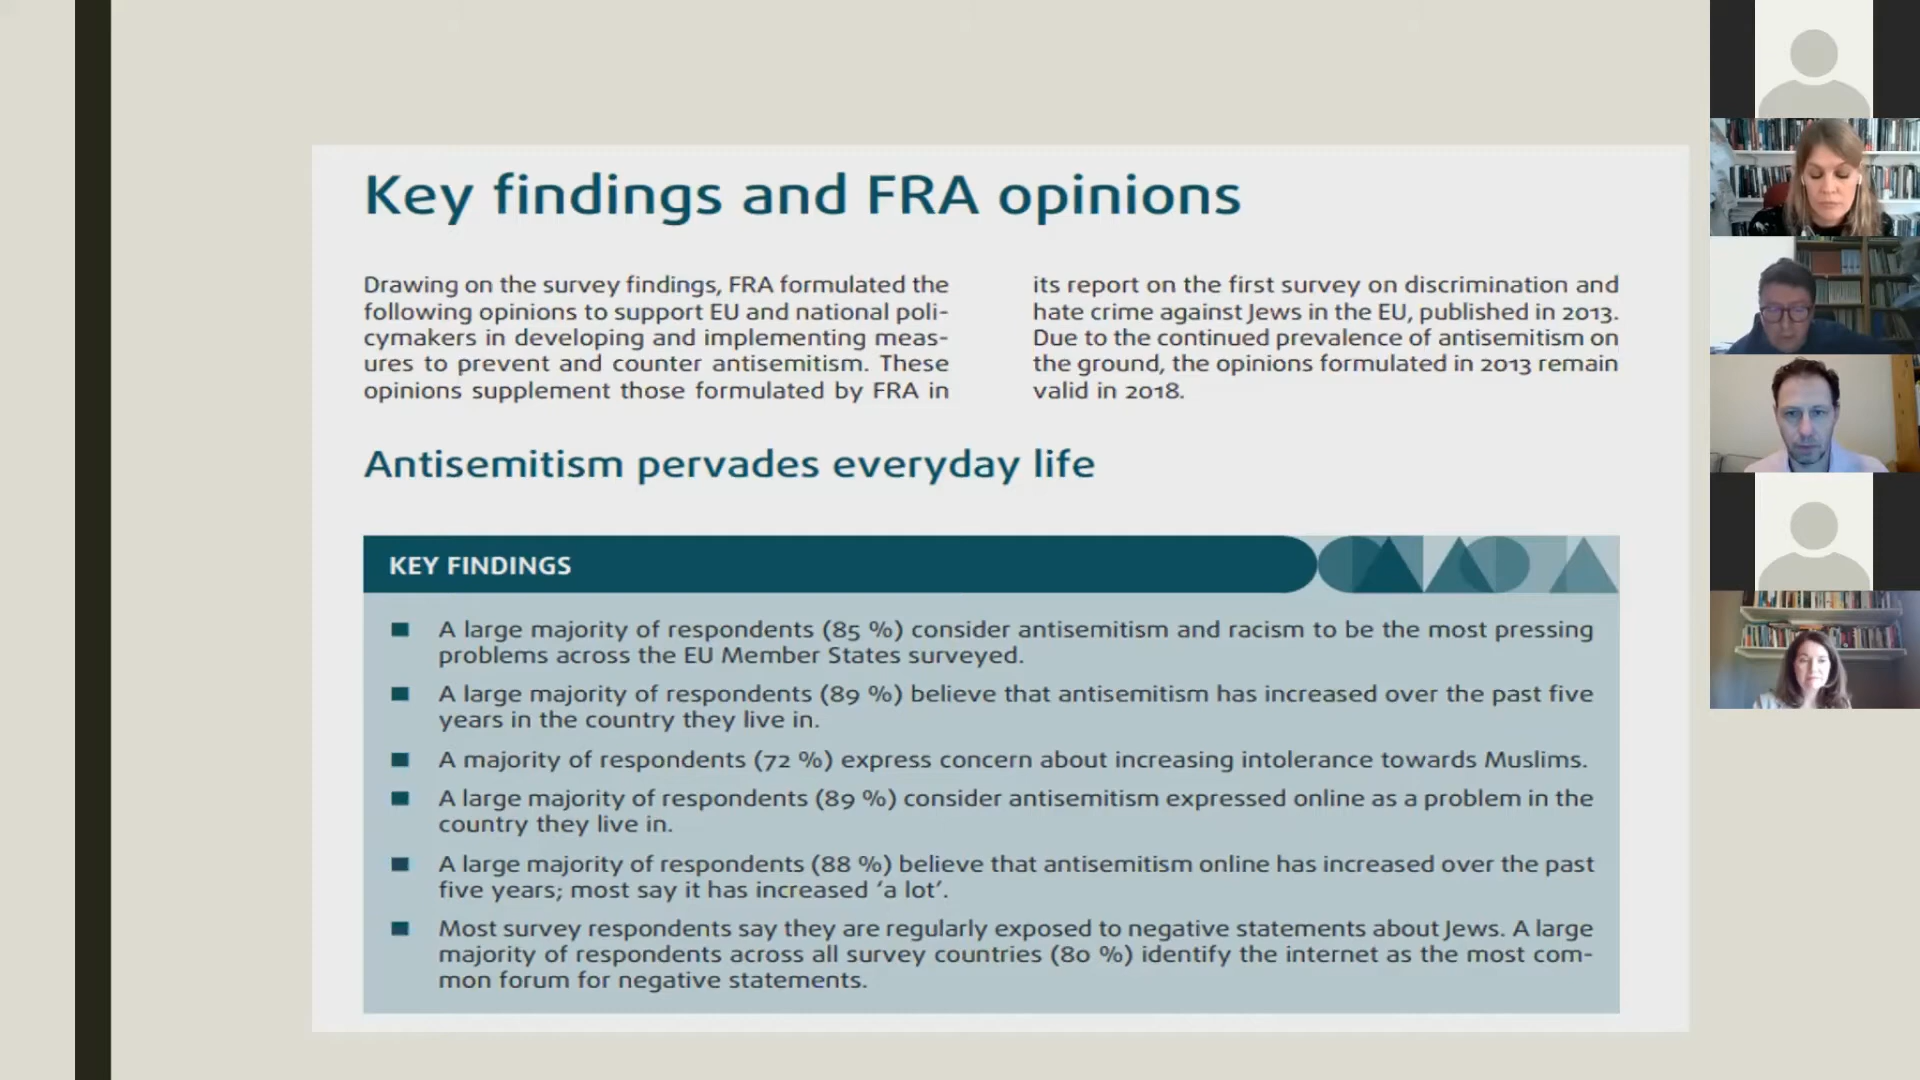 Key findings and FRA opinions
Drawing on the survey findings, FRA formulated the
following opinions to support EU and national poli-
cymakers in developing and implementing meas-
ures to prevent and counter antisemitism. These
opinions supplement those formulated by FRA in
its report on the first survey on discrimination and
hate crime against Jews in the EU, published in 2013.
Due to the continued prevalence of antisemitism on
the ground, the opinions formulated in 2013 remain
valid in 2018.
Antisemitism pervades everyday life
KEY FINDINGS
■ A large majority of respondents (85 %) consider antisemitism and racism to be the most pressing
problems across the EU Member States surveyed.
■ A large majority of respondents (89 %) believe that antisemitism has increased over the past five
years in the country they live in.
■ A majority of respondents (72 %) express concern about increasing intolerance towards Muslims.
■ A large majority of respondents (89 %) consider antisemitism expressed online as a problem in the
country they live in.
■ A large majority of respondents (88 %) believe that antisemitism online has increased over the past
five years; most say it has increased ‘a lot’.
■ Most survey respondents say they are regularly exposed to negative statements about Jews. A large
majority of respondents across all survey countries (80 %) identify the internet as the most com-
mon forum for negative statements.